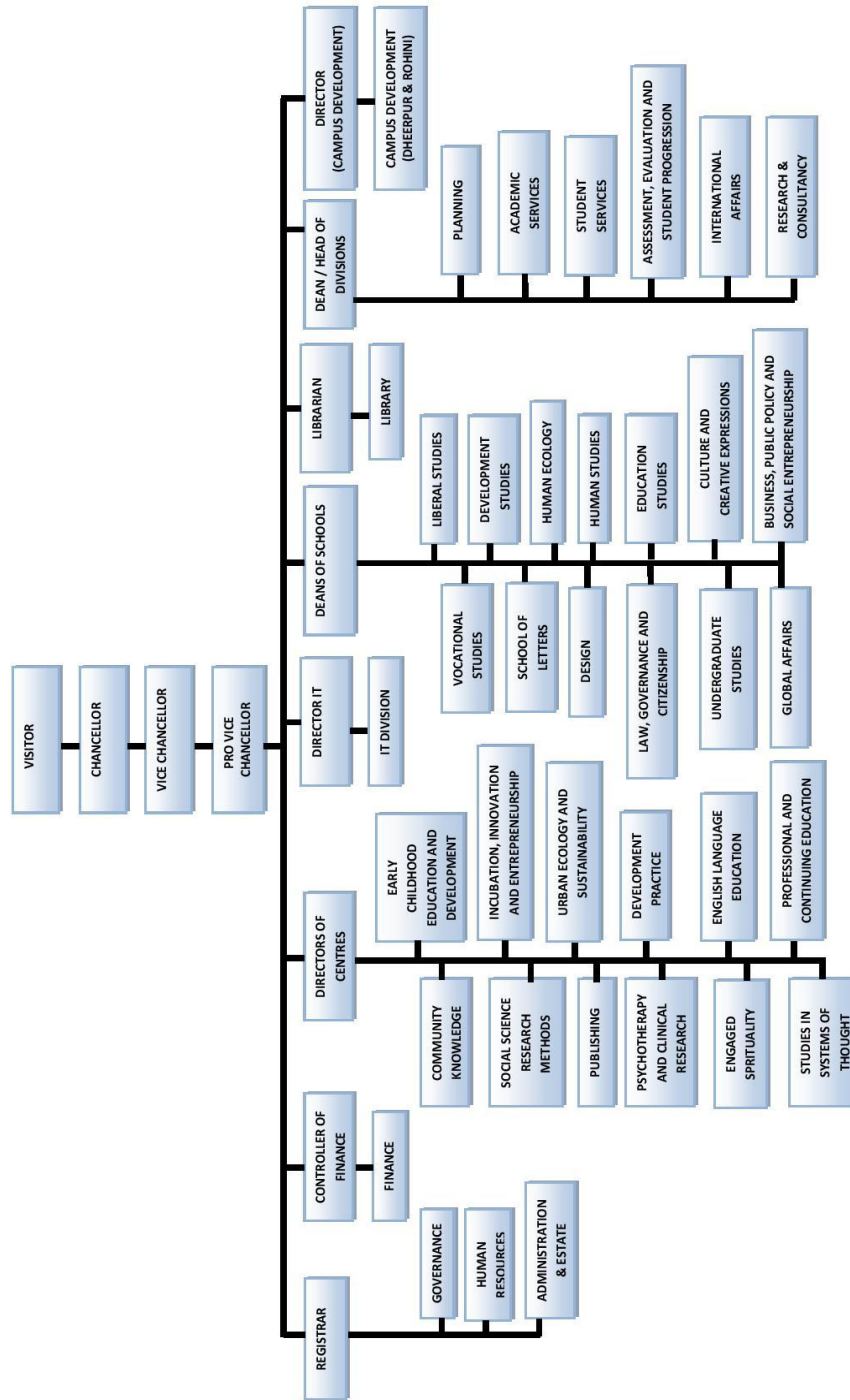 VISITOR
CHANCELLOR
VICE CHANCELLOR
PRO VICE
CHANCELLOR
REGISTRAR
GOVERNANCE
HUMAN
RESOURCES
ADMINISTRATION
& ESTATE
CONTROLLER OF
FINANCE
FINANCE
DIRECTORS OF
CENTRES
EARLY
CHILDHOOD
EDUCATION AND
DEVELOPMENT
COMMUNITY
KNOWLEDGE
INCUBATION, INNOVATION
AND ENTREPRENEURSHIP
SOCIAL SCIENCE
RESEARCH
METHODS
URBAN ECOLOGY AND
SUSTAINABILITY
PUBLISHING
DEVELOPMENT
PRACTICE
PSYCHOTHERAPY
AND CLINICAL
RESEARCH
ENGLISH LANGUAGE
EDUCATION
ENGAGED
SPRITUALITY
PROFESSIONAL AND
CONTINUING EDUCATION
STUDIES IN
SYSTEMS OF
THOUGHT
DIRECTOR IT
IT DIVISION
DEANS OF SCHOOLS
LIBERAL STUDIES
VOCATIONAL
STUDIES
DEVELOPMENT
STUDIES
SCHOOL OF
LETTERS
HUMAN ECOLOGY
DESIGN
HUMAN STUDIES
LAW, GOVERNANCE AND
CITIZENSHIP
EDUCATION
STUDIES
UNDERGRADUATE
STUDIES
CULTURE AND
CREATIVE EXPRESSIONS
GLOBAL AFFAIRS
BUSINESS, PUBLIC POLICY AND
SOCIAL ENTREPRENEURSHIP
LIBRARIAN
LIBRARY
DEAN / HEAD OF
DIVISIONS
PLANNING
ACADEMIC
SERVICES
STUDENT
SERVICES
ASSESSMENT, EVALUATION AND
STUDENT PROGRESSION
INTERNATIONAL
AFFAIRS
RESEARCH &
CONSULTANCY
DIRECTOR
(CAMPUS DEVELOPMENT)
CAMPUS DEVELOPMENT
(DHEERPUR & ROHINI)